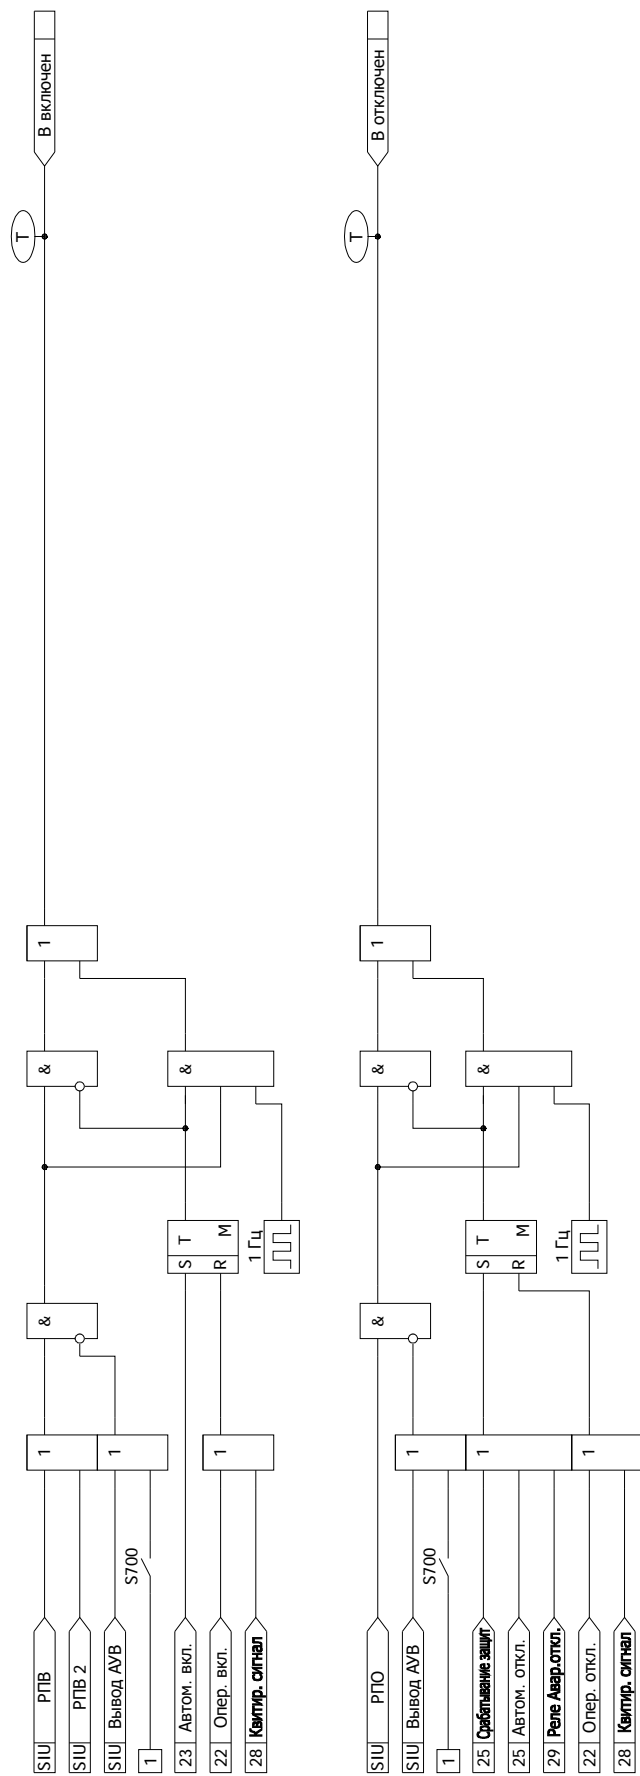 SIU РПВ
SIU РПВ 2
SIU Вывод АУВ
1 S700
23 Автом. вкл.
22 Опер. вкл.
28 Квитир. сигнал
1
1
1
&
S T
R M
1 Гц
&
&
1
T
В включен
SIU РПО
SIU Вывод АУВ
1 S700
25 Срабатывание защит
25 Автом. откл.
29 Реле Авар.откл.
22 Опер. откл.
28 Квитир. сигнал
1
1
1
&
S T
R M
1 Гц
&
&
1
T
В отключен